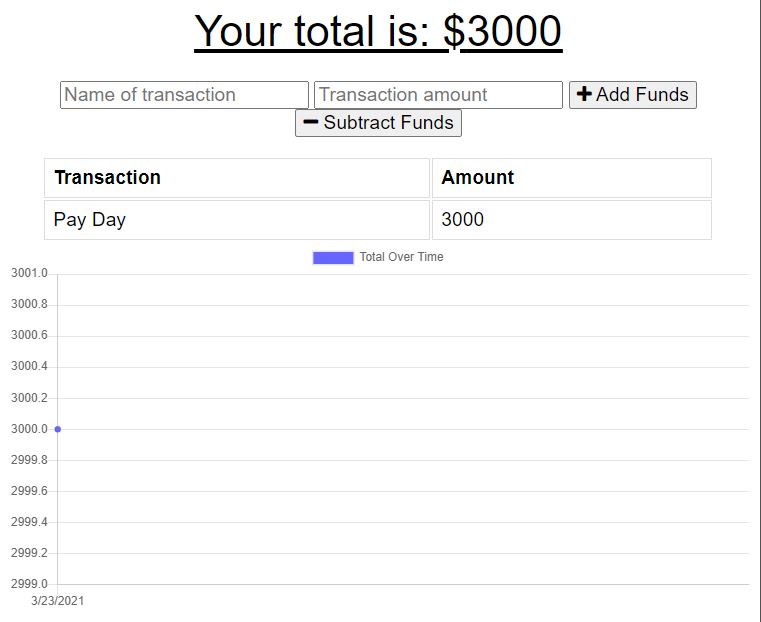 Your total is: $3000
Name of transaction Transaction amount Add Funds
Subtract Funds
Transaction Amount
Pay Day 3000
Total Over Time
3001.0
3000.8
3000.6
3000.4
3000.2
3000.0
2999.8
2999.6
2999.4
2999.2
2999.0
3/23/2021